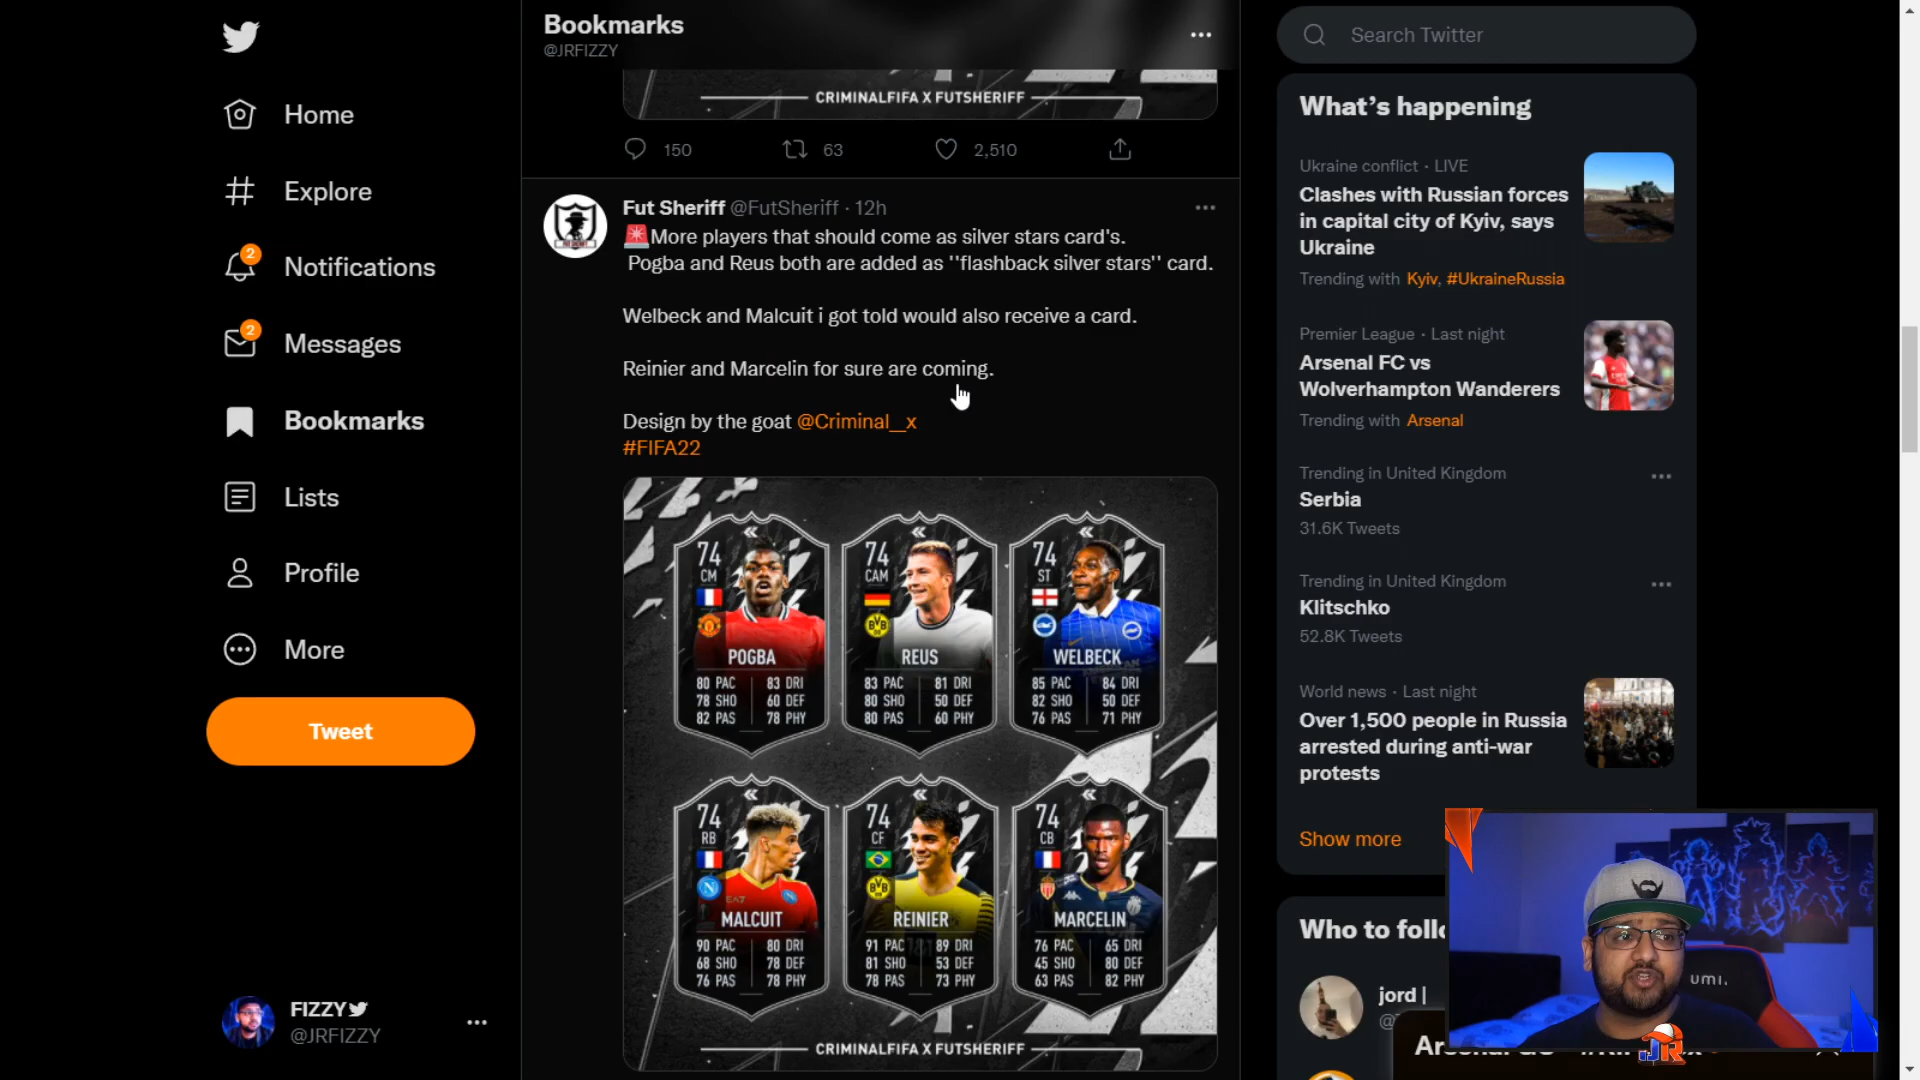 Home
Explore
2
Notifications
2
Messages
Bookmarks
Lists
Profile
More
Tweet
FIZZY
@JRFIZZY
Bookmarks
@JRFIZZY
CRIMINALFIFA X FUTSHERIFF
150
63
2,510
Fut Sheriff @FutSheriff · 12h
More players that should come as silver stars card's.
Pogba and Reus both are added as ''flashback silver stars'' card.
Welbeck and Malcuit i got told would also receive a card.
Reinier and Marcelin for sure are coming.
Design by the goat @Criminal__x
#FIFA22
74
CM
POGBA
80 PAC 83 DRI
78 SHO 60 DEF
82 PAS 78 PHY
74
CAM
REUS
83 PAC 81 DRI
80 SHO 50 DEF
80 PAS 60 PHY
74
ST
WELBECK
85 PAC 84 DRI
82 SHO 50 DEF
76 PAS 71 PHY
74
RB
MALCUIT
90 PAC 80 DRI
68 SHO 78 DEF
76 PAS 78 PHY
74
CF
REINIER
91 PAC 89 DRI
81 SHO 53 DEF
78 PAS 73 PHY
74
CB
MARCELIN
76 PAC 65 DRI
45 SHO 80 DEF
63 PAS 82 PHY
CRIMINALFIFA X FUTSHERIFF
Search Twitter
What's happening
Ukraine conflict · LIVE
Clashes with Russian forces
in capital city of Kyiv, says
Ukraine
Trending with Kyiv, #UkraineRussia
Premier League · Last night
Arsenal FC vs
Wolverhampton Wanderers
Trending with Arsenal
Trending in United Kingdom
Serbia
31.6K Tweets
Trending in United Kingdom
Klitschko
52.8K Tweets
World news · Last night
Over 1,500 people in Russia
arrested during anti-war
protests
Show more
Who to foll
jord |
umi.
JR